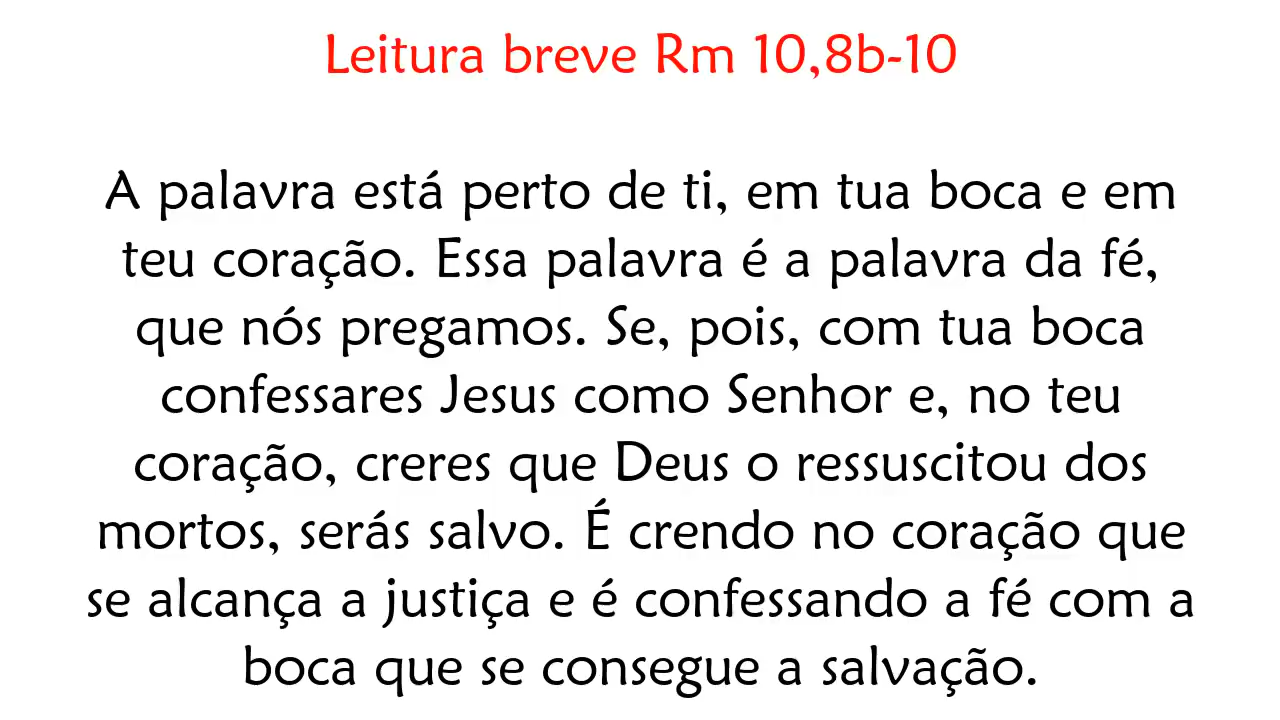 Leitura breve Rm 10,8b-10
A palavra está perto de ti, em tua boca e em
teu coração. Essa palavra é a palavra da fé,
que nós pregamos. Se, pois, com tua boca
confessares Jesus como Senhor e, no teu
coração, creres que Deus o ressuscitou dos
mortos, serás salvo. É crendo no coração que
se alcança a justiça e é confessando a fé com a
boca que se consegue a salvação.